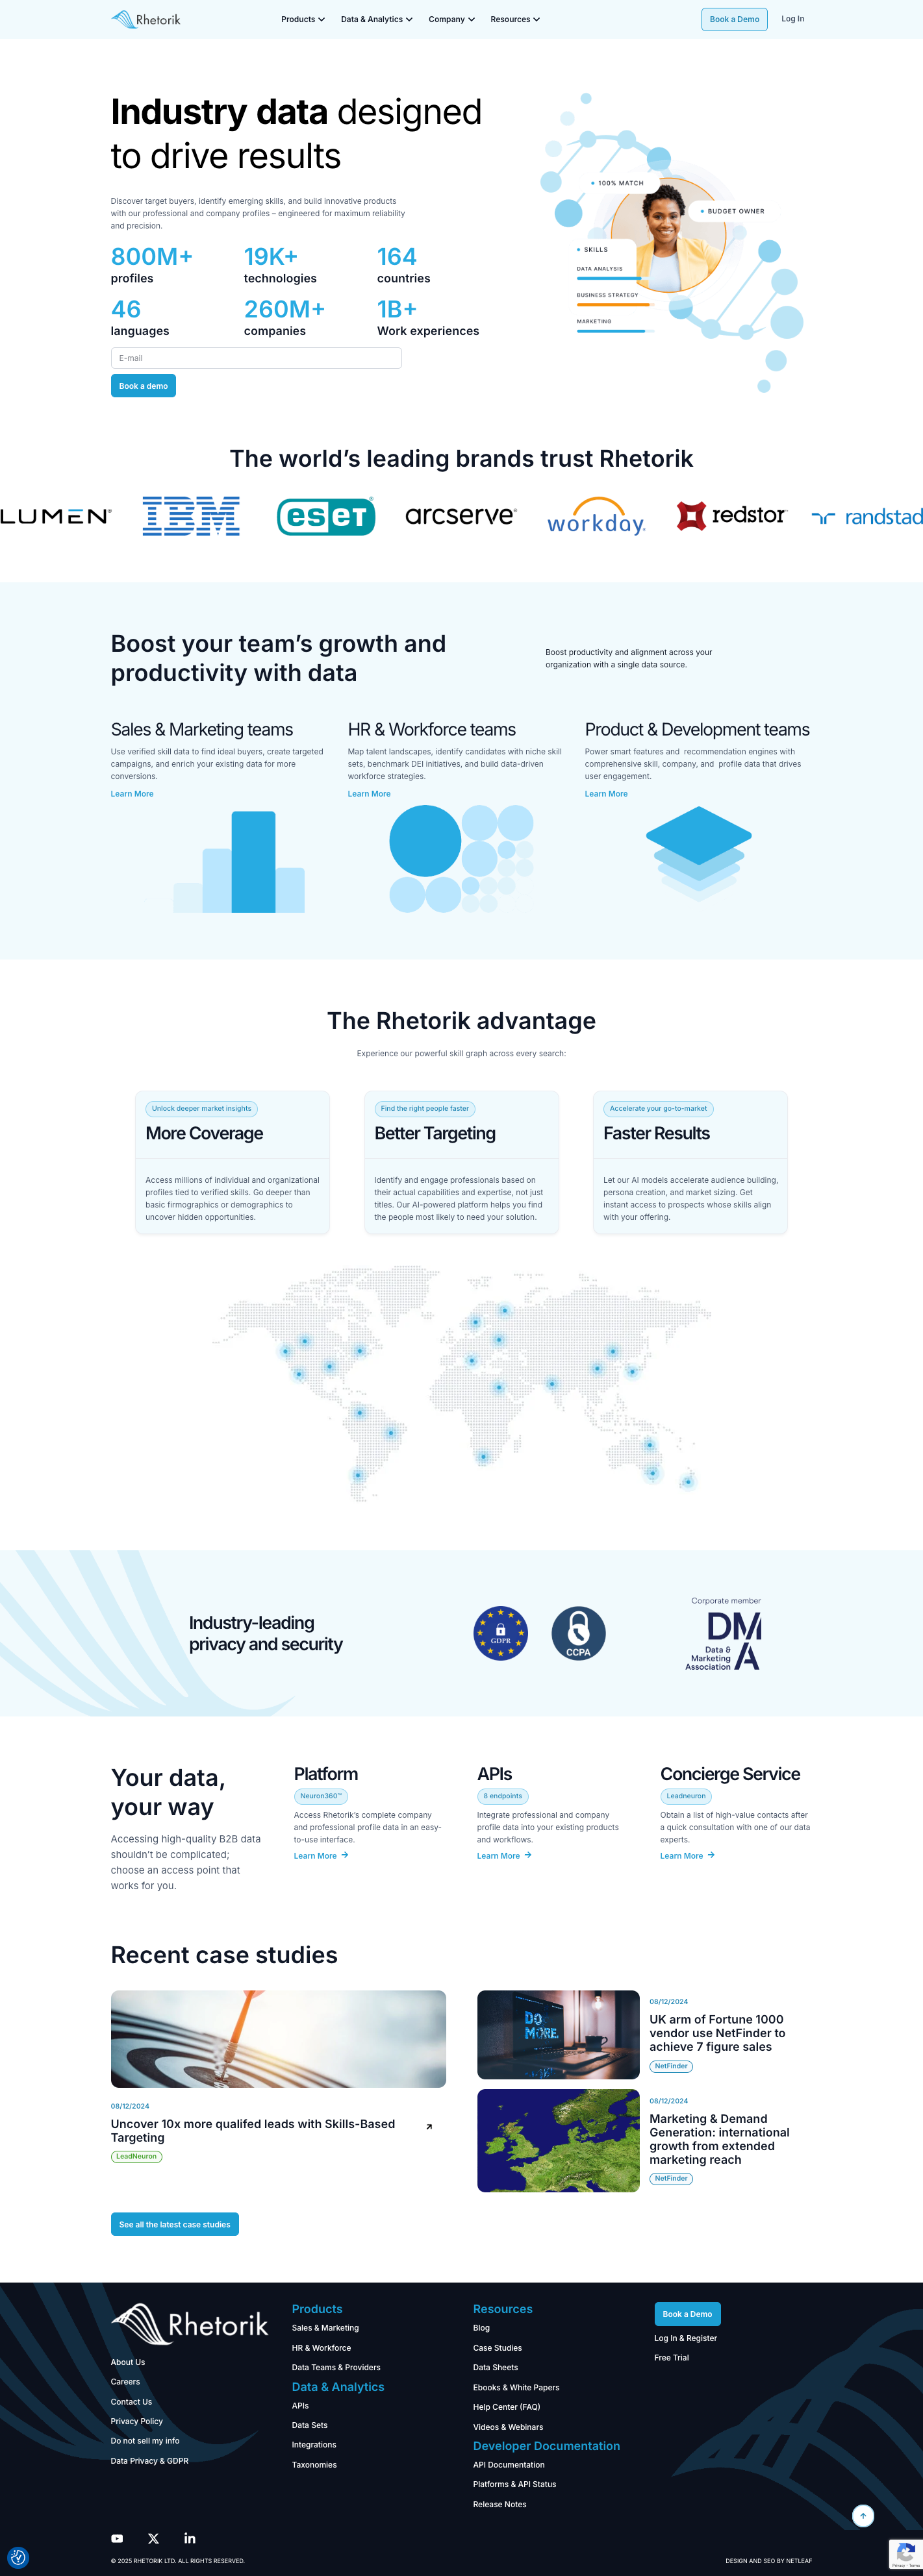 Rhetorik
Products
Data & Analytics
Company
Resources
Book a Demo
Log In
Industry data designed
to drive results
Discover target buyers, identify emerging skills, and build innovative products
with our professional and company profiles – engineered for maximum reliability
and precision.
800M+
profiles
19K+
technologies
164
countries
46
languages
260M+
companies
1B+
Work experiences
E-mail
Book a demo
100% MATCH
BUDGET OWNER
SKILLS
DATA ANALYSIS
BUSINESS STRATEGY
MARKETING
The world’s leading brands trust Rhetorik
LUMEN®
IBM
eseT®
arcserve®
workday.
redstor
randstad
Boost your team’s growth and
productivity with data
Boost productivity and alignment across your
organization with a single data source.
Sales & Marketing teams
Use verified skill data to find ideal buyers, create targeted
campaigns, and enrich your existing data for more
conversions.
Learn More
HR & Workforce teams
Map talent landscapes, identify candidates with niche skill
sets, benchmark DEI initiatives, and build data-driven
workforce strategies.
Learn More
Product & Development teams
Power smart features and recommendation engines with
comprehensive skill, company, and profile data that drives
user engagement.
Learn More
The Rhetorik advantage
Experience our powerful skill graph across every search:
Unlock deeper market insights
More Coverage
Access millions of individual and organizational
profiles tied to verified skills. Go deeper than
basic firmographics or demographics to
uncover hidden opportunities.
Find the right people faster
Better Targeting
Identify and engage professionals based on
their actual capabilities and expertise, not just
titles. Our AI-powered platform helps you find
the people most likely to need your solution.
Accelerate your go-to-market
Faster Results
Let our AI models accelerate audience building,
persona creation, and market sizing. Get
instant access to prospects whose skills align
with your offering.
Industry-leading
privacy and security
GDPR
CCPA
Corporate member
DMA
Data &
Marketing
Association
Your data,
your way
Accessing high-quality B2B data
shouldn’t be complicated;
choose an access point that
works for you.
Platform
Neuron360™
Access Rhetorik’s complete company
and professional profile data in an easy-
to-use interface.
Learn More
APIs
8 endpoints
Integrate professional and company
profile data into your existing products
and workflows.
Learn More
Concierge Service
Leadneuron
Obtain a list of high-value contacts after
a quick consultation with one of our data
experts.
Learn More
Recent case studies
08/12/2024
Uncover 10x more qualifed leads with Skills-Based
Targeting
LeadNeuron
DO
MORE.
08/12/2024
UK arm of Fortune 1000
vendor use NetFinder to
achieve 7 figure sales
NetFinder
08/12/2024
Marketing & Demand
Generation: international
growth from extended
marketing reach
NetFinder
See all the latest case studies
Rhetorik
About Us
Careers
Contact Us
Privacy Policy
Do not sell my info
Data Privacy & GDPR
Products
Sales & Marketing
HR & Workforce
Data Teams & Providers
Data & Analytics
APIs
Data Sets
Integrations
Taxonomies
Resources
Blog
Case Studies
Data Sheets
Ebooks & White Papers
Help Center (FAQ)
Videos & Webinars
Developer Documentation
API Documentation
Platforms & API Status
Release Notes
Book a Demo
Log In & Register
Free Trial
© 2025 RHETORIK LTD. ALL RIGHTS RESERVED.
DESIGN AND SEO BY NETLEAF
Privacy - Terms